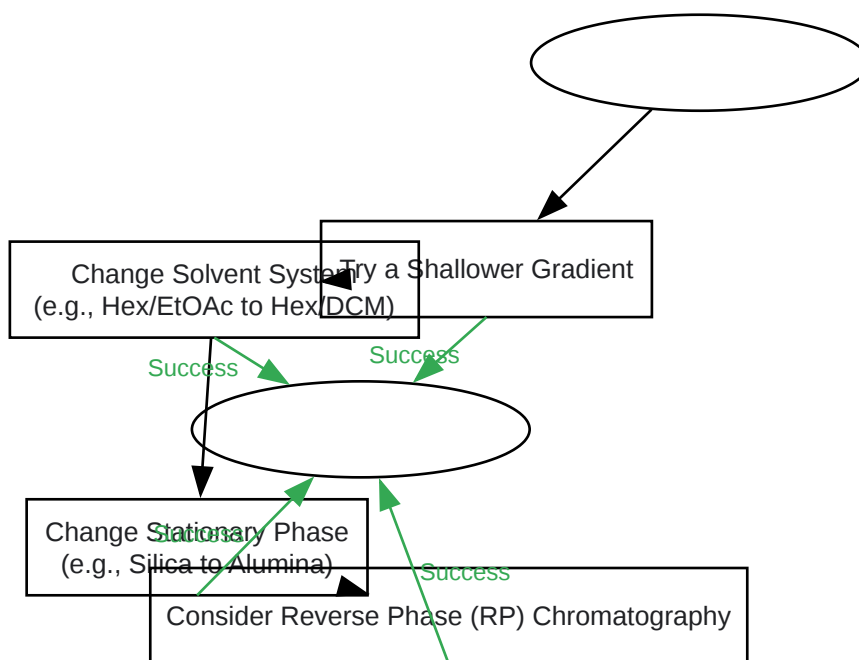 Change Solvent System
(e.g., Hex/EtOAc to Hex/DCM)
Try a Shallower Gradient
Success
Success
Change Stationary Phase
(e.g., Silica to Alumina)
Success
Success
Consider Reverse Phase (RP) Chromatography